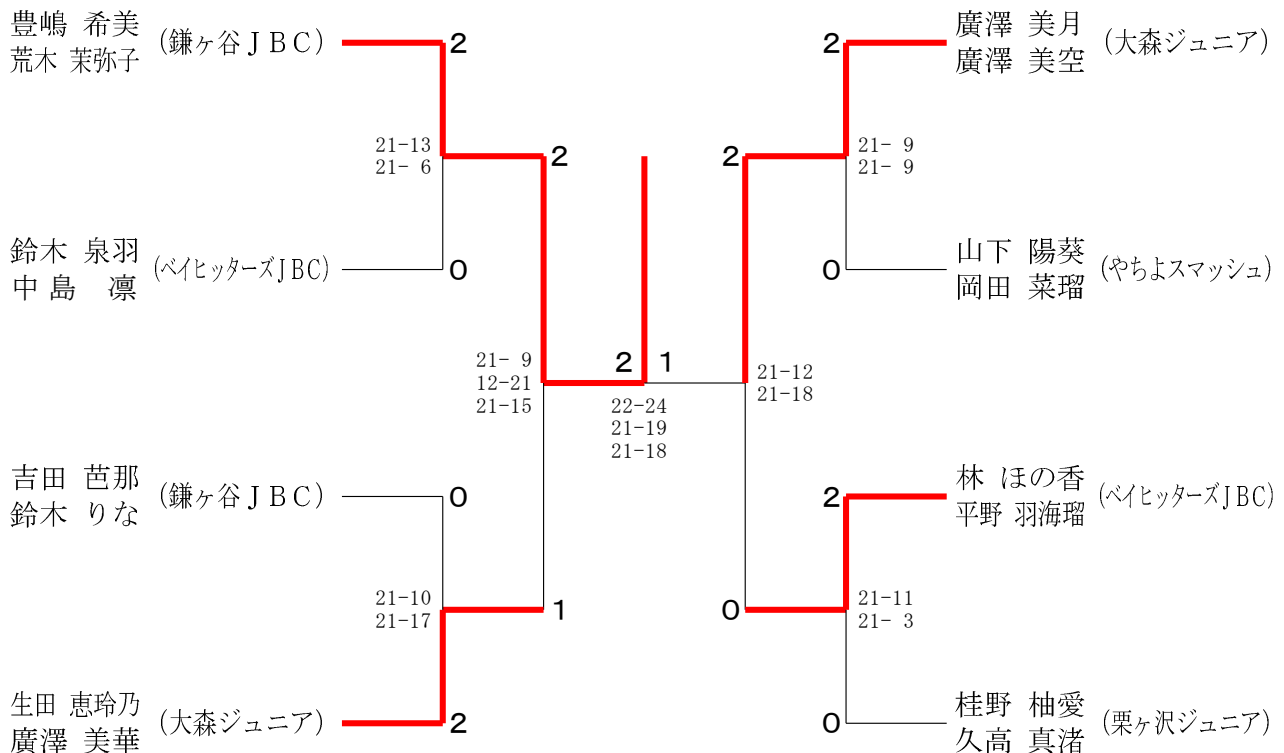 豊嶋 希美
荒木 茉弥子
(鎌ヶ谷ＪＢＣ)
2
21-13
21- 6
2
鈴木 泉羽
中島 凛
(ベイヒッターズJBC)
0
21- 9
12-21
21-15
2
1
22-24
21-19
21-18
吉田 芭那
鈴木 りな
(鎌ヶ谷ＪＢＣ)
0
21-10
21-17
1
生田 恵玲乃
廣澤 美華
(大森ジュニア)
2
2
廣澤 美月
廣澤 美空
(大森ジュニア)
2
21- 9
21- 9
0
山下 陽葵
岡田 菜瑠
(やちよスマッシュ)
21-12
21-18
2
林 ほの香
平野 羽海瑠
(ベイヒッターズJBC)
0
21-11
21- 3
0
桂野 柚愛
久高 真渚
(栗ヶ沢ジュニア)